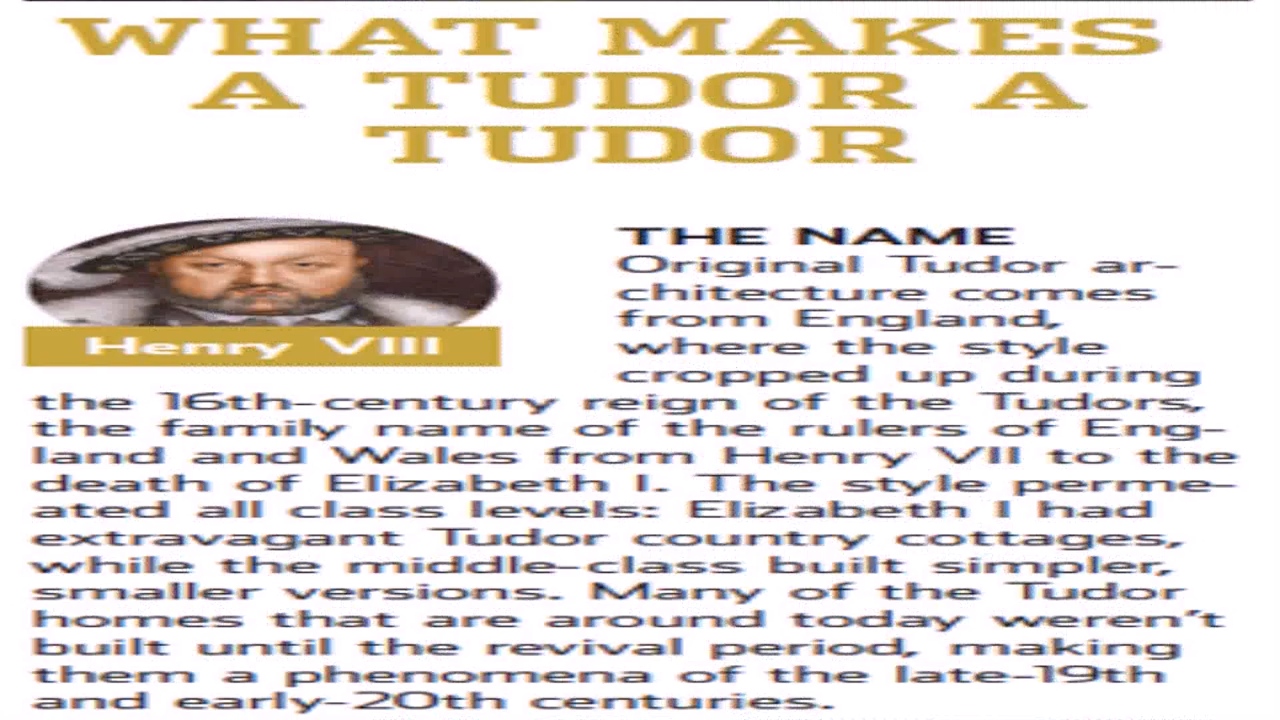 WHAT MAKES
A TUDOR A
TUDOR
Henry VIII
THE NAME
Original Tudor ar-
chitecture comes
from England,
where the style
cropped up during
the 16th-century reign of the Tudors,
the family name of the rulers of Eng-
land and Wales from Henry VII to the
death of Elizabeth I. The style perme-
ated all class levels: Elizabeth I had
extravagant Tudor country cottages,
while the middle-class built simpler,
smaller versions. Many of the Tudor
homes that are around today weren't
built until the revival period, making
them a phenomena of the late-19th
and early-20th centuries.